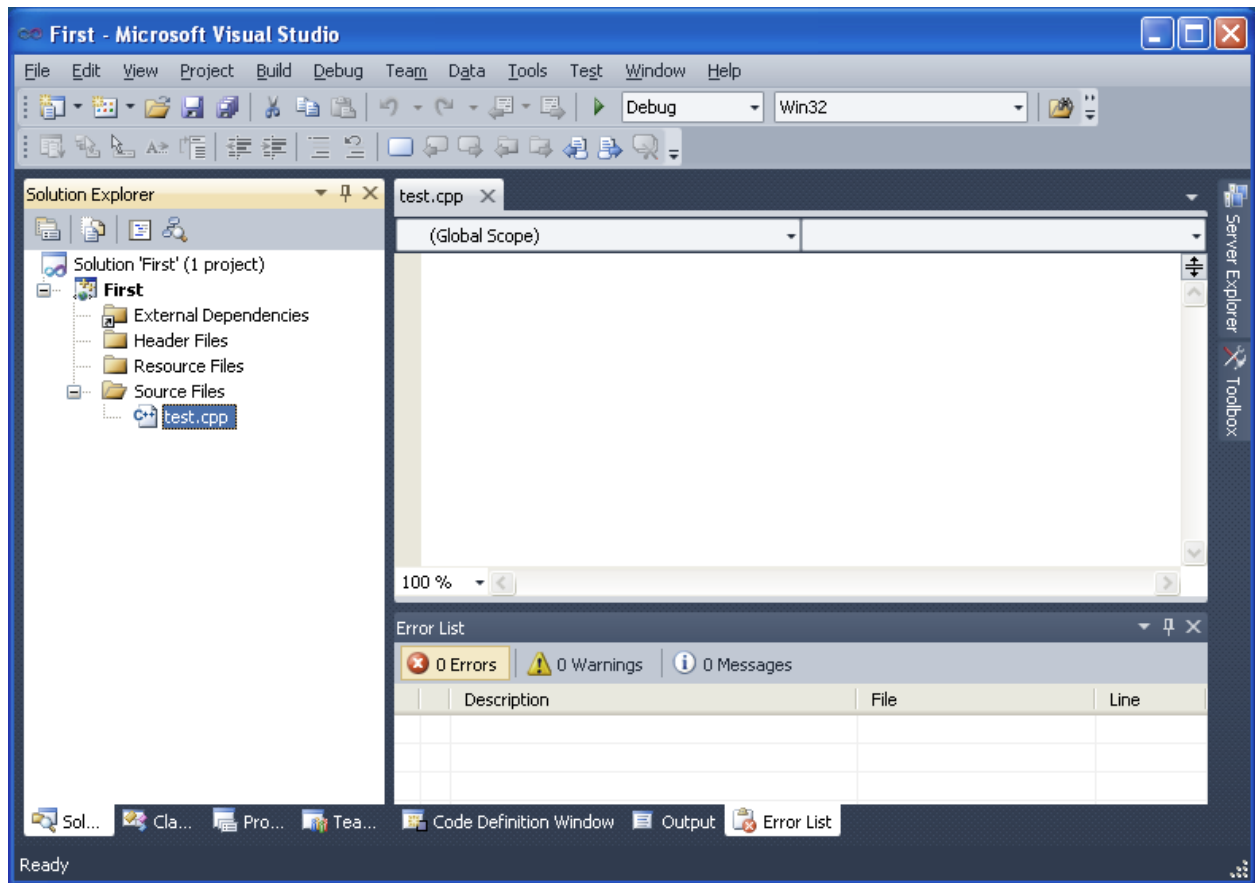 First - Microsoft Visual Studio
File Edit View Project Build Debug Team Data Tools Test Window Help
Debug Win32
Solution Explorer
test.cpp
(Global Scope)
Solution 'First' (1 project)
First
External Dependencies
Header Files
Resource Files
Source Files
C++ test.cpp
100 %
Error List
0 Errors 0 Warnings 0 Messages
Description File Line
Sol... Cla... Pro... Tea...
Code Definition Window Output Error List
Ready
Server Explorer
Toolbox